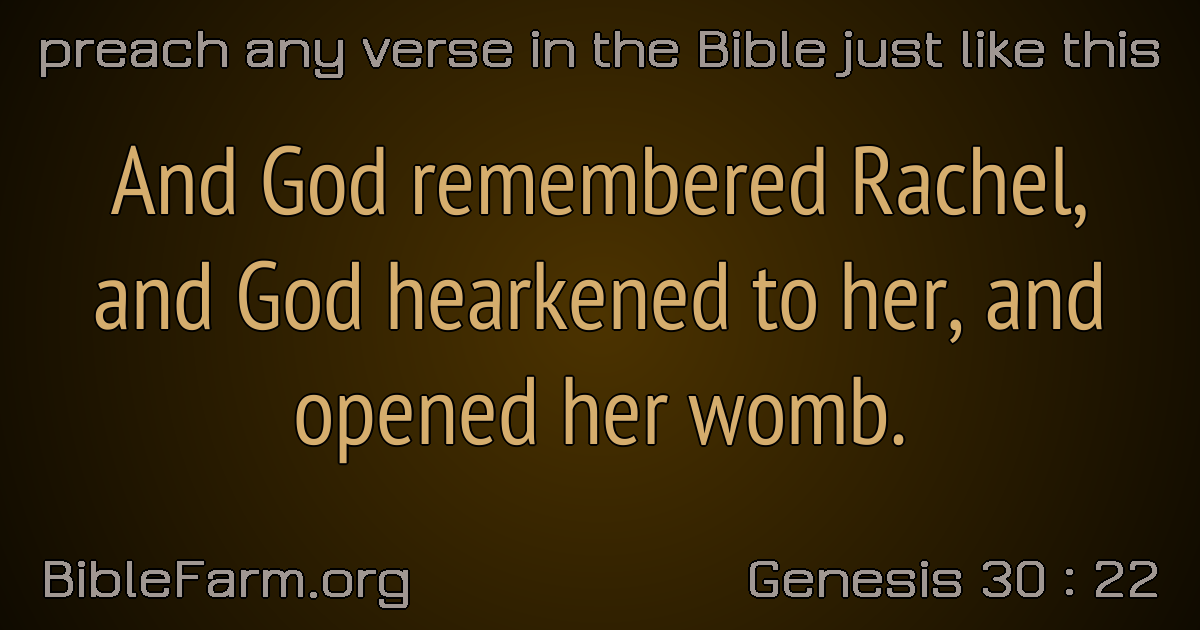 preach any verse in the Bible just like this
And God remembered Rachel,
and God hearkened to her, and
opened her womb.
BibleFarm.org
Genesis 30 : 22